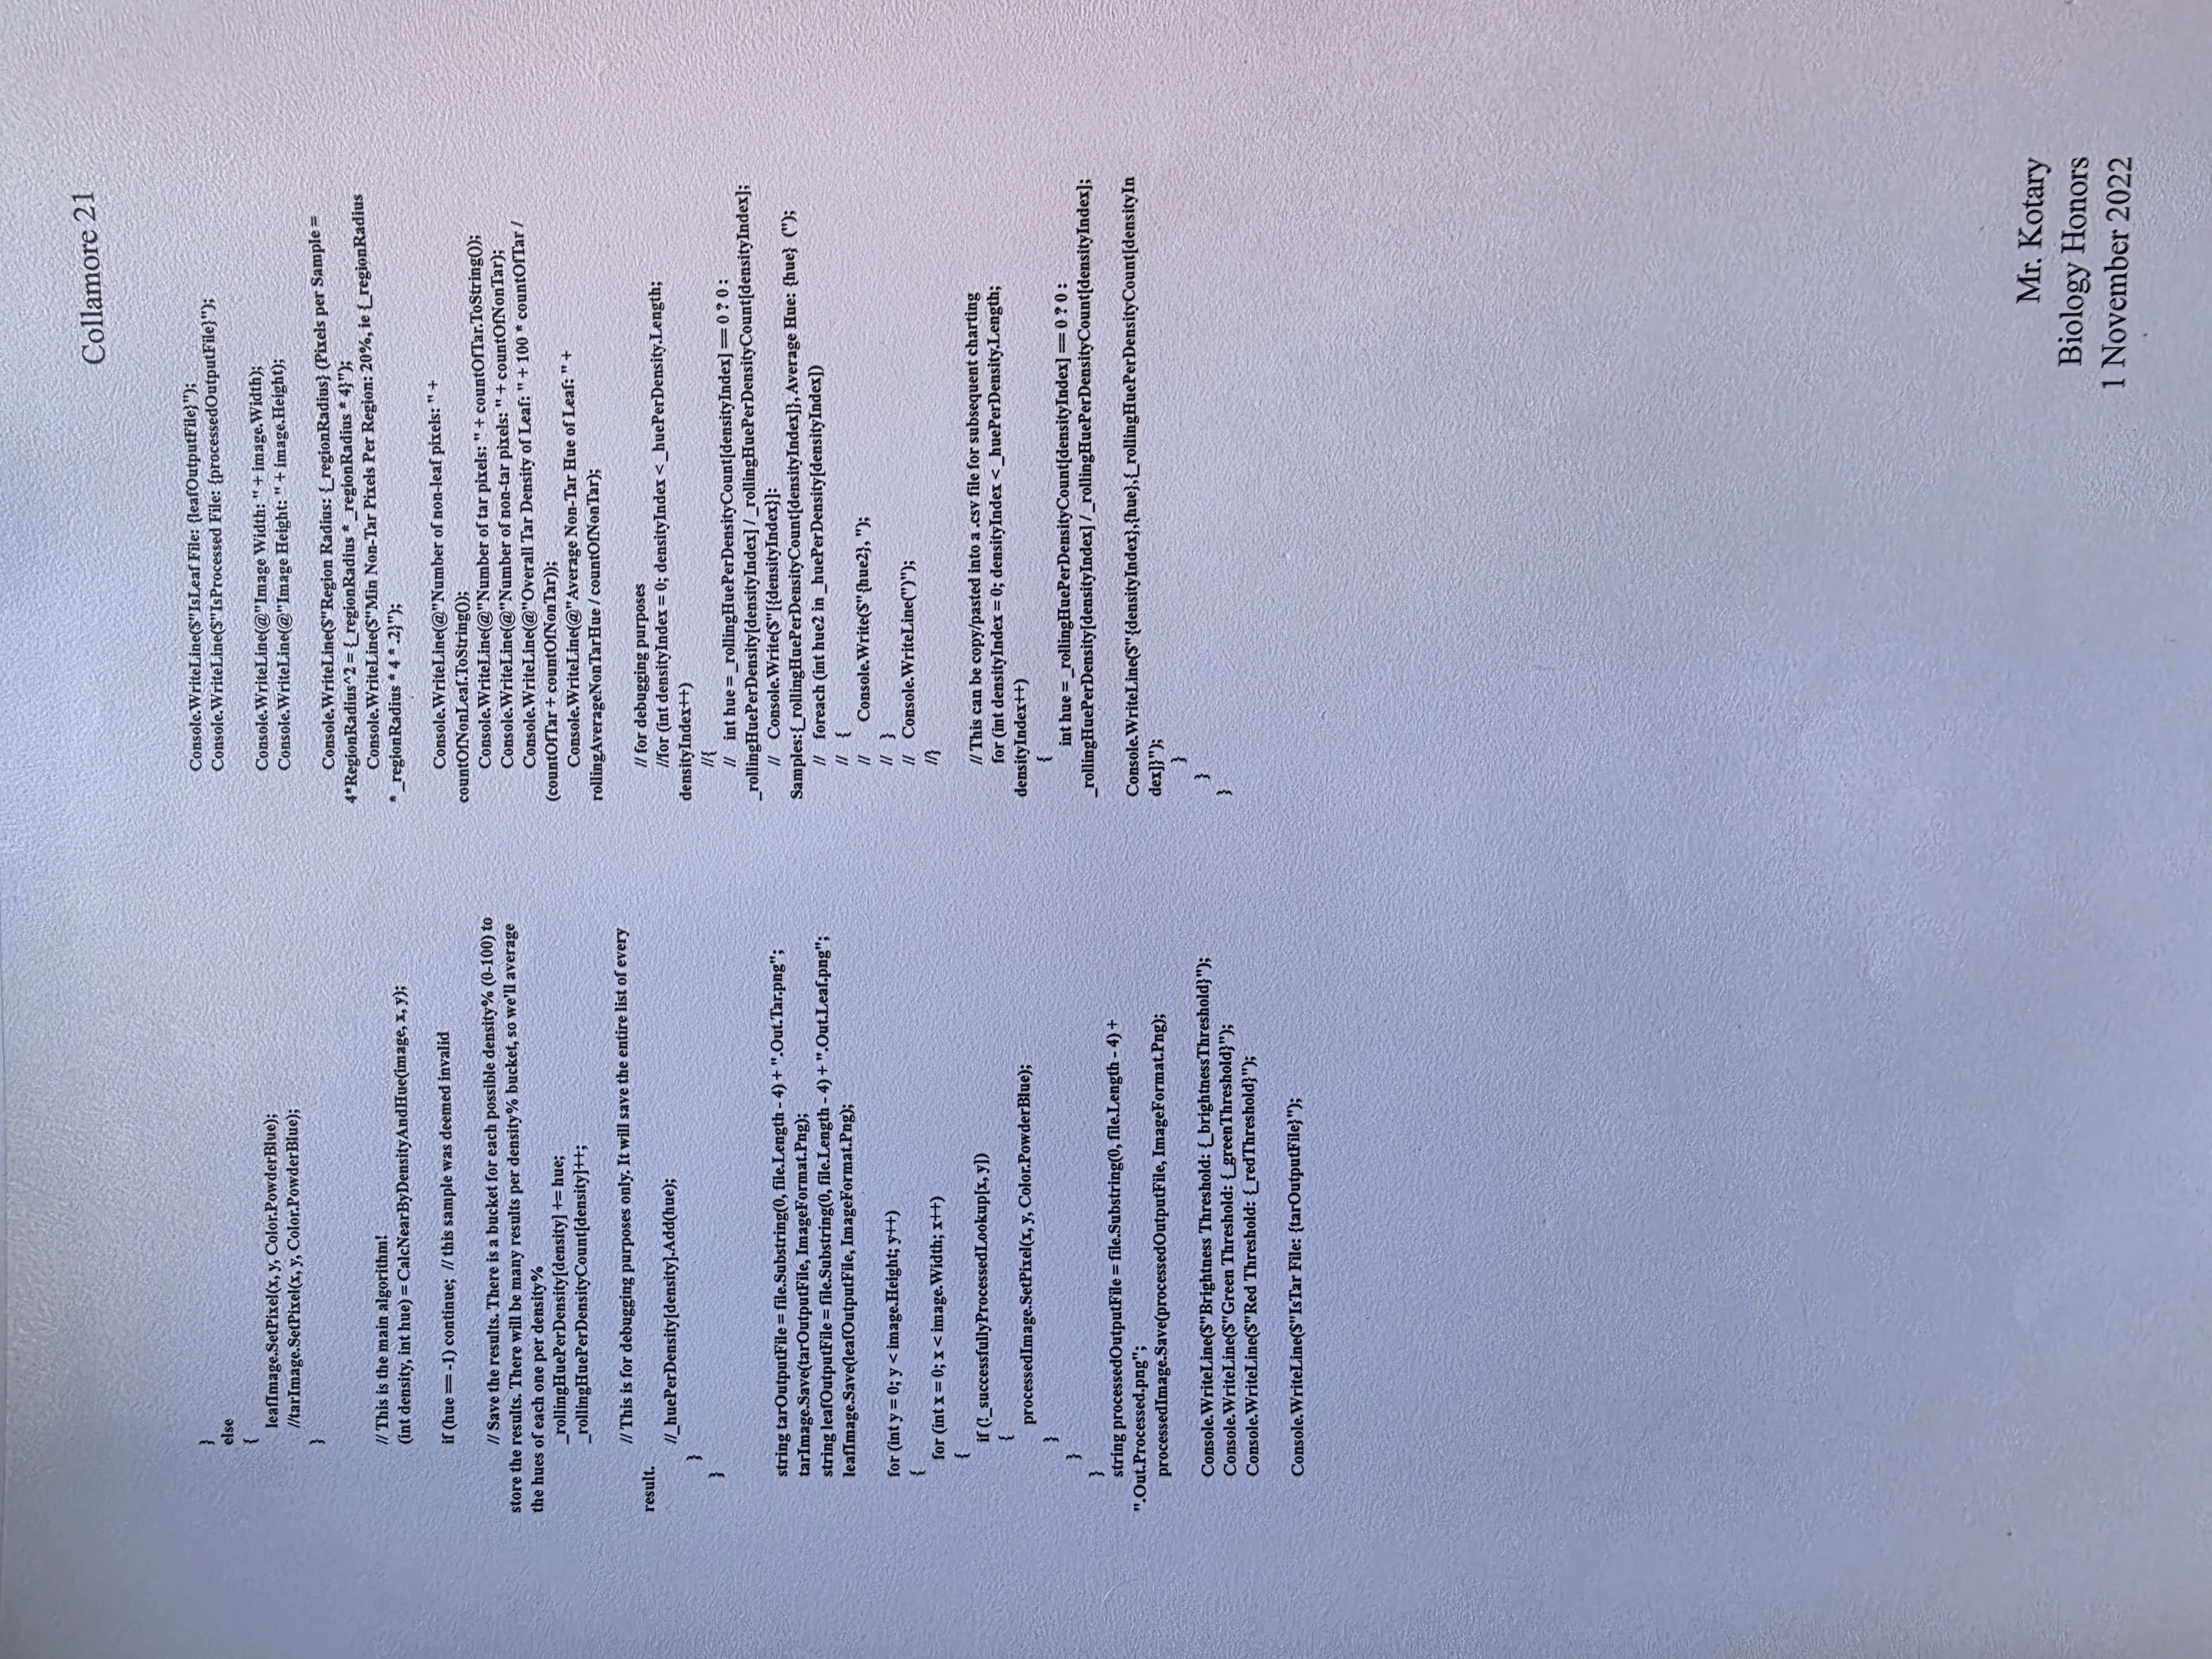 Collamore 21
}
else
{
leafImage.SetPixel(x, y, Color.PowderBlue);
//tarImage.SetPixel(x, y, Color.PowderBlue);
}
// This is the main algorithm!
(int density, int hue) = CalcNearByDensityAndHue(image, x, y);
if (hue == -1) continue;  // this sample was deemed invalid
// Save the results. There is a bucket for each possible density% (0-100) to
store the results. There will be many results per density% bucket, so we'll average
the hues of each one per density%
_rollingHuePerDensity[density] += hue;
_rollingHuePerDensityCount[density]++;
// This is for debugging purposes only. It will save the entire list of every
result.
//_huePerDensity[density].Add(hue);
}
}
string tarOutputFile = file.Substring(0, file.Length - 4) + ".Out.Tar.png";
tarImage.Save(tarOutputFile, ImageFormat.Png);
string leafOutputFile = file.Substring(0, file.Length - 4) + ".Out.Leaf.png";
leafImage.Save(leafOutputFile, ImageFormat.Png);
for (int y = 0; y < image.Height; y++)
{
for (int x = 0; x < image.Width; x++)
{
if (!_successfullyProcessedLookup[x, y])
{
processedImage.SetPixel(x, y, Color.PowderBlue);
}
}
}
string processedOutputFile = file.Substring(0, file.Length - 4) +
".Out.Processed.png";
processedImage.Save(processedOutputFile, ImageFormat.Png);
Console.WriteLine($"Brightness Threshold: {_brightnessThreshold}");
Console.WriteLine($"Green Threshold: {_greenThreshold}");
Console.WriteLine($"Red Threshold: {_redThreshold}");
Console.WriteLine($"IsTar File: {tarOutputFile}");
Console.WriteLine($"IsLeaf File: {leafOutputFile}");
Console.WriteLine($"IsProcessed File: {processedOutputFile}");
Console.WriteLine(@"Image Width: " + image.Width);
Console.WriteLine(@"Image Height: " + image.Height);
Console.WriteLine($"Region Radius: {_regionRadius} (Pixels per Sample =
4*RegionRadius^2 = {_regionRadius * _regionRadius * 4}");
Console.WriteLine($"Min Non-Tar Pixels Per Region: 20%, ie {_regionRadius
* _regionRadius * 4 * .2}");
Console.WriteLine(@"Number of non-leaf pixels: " +
countOfNonLeaf.ToString());
Console.WriteLine(@"Number of tar pixels: " + countOfTar.ToString());
Console.WriteLine(@"Number of non-tar pixels: " + countOfNonTar);
Console.WriteLine(@"Overall Tar Density of Leaf: " + 100 * countOfTar /
(countOfTar + countOfNonTar));
Console.WriteLine(@"Average Non-Tar Hue of Leaf: " +
rollingAverageNonTarHue / countOfNonTar);
// for debugging purposes
//for (int densityIndex = 0; densityIndex < _huePerDensity.Length;
densityIndex++)
//{
//   int hue = _rollingHuePerDensityCount[densityIndex] == 0 ? 0 :
_rollingHuePerDensity[densityIndex] / _rollingHuePerDensityCount[densityIndex];
//   Console.Write($"[{densityIndex}]:
Samples:{_rollingHuePerDensityCount[densityIndex]}, Average Hue: {hue}  (");
//   foreach (int hue2 in _huePerDensity[densityIndex])
//   {
//      Console.Write($"{hue2}, ");
//   }
//   Console.WriteLine(")");
//}
// This can be copy/pasted into a .csv file for subsequent charting
for (int densityIndex = 0; densityIndex < _huePerDensity.Length;
densityIndex++)
{
int hue = _rollingHuePerDensityCount[densityIndex] == 0 ? 0 :
_rollingHuePerDensity[densityIndex] / _rollingHuePerDensityCount[densityIndex];
Console.WriteLine($"{densityIndex},{hue},{_rollingHuePerDensityCount[densityIn
dex]}");
}
}
}
Mr. Kotary
Biology Honors
1 November 2022